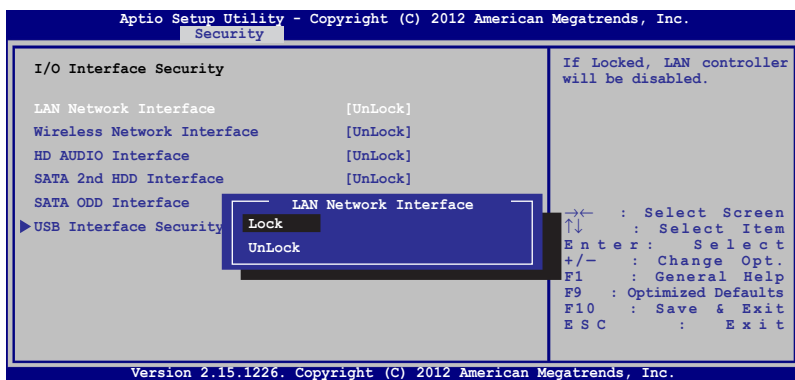 Aptio Setup Utility - Copyright (C) 2012 American Megatrends, Inc.
Security
I/O Interface Security
LAN Network Interface [UnLock]
Wireless Network Interface [UnLock]
HD AUDIO Interface [UnLock]
SATA 2nd HDD Interface [UnLock]
SATA ODD Interface
USB Interface Security
LAN Network Interface
Lock
UnLock
If Locked, LAN controller
will be disabled.
→← : Select Screen
↑↓ : Select Item
Enter: Select
+/— : Change Opt.
F1 : General Help
F9 : Optimized Defaults
F10 : Save & Exit
ESC : Exit
Version 2.15.1226. Copyright (C) 2012 American Megatrends, Inc.